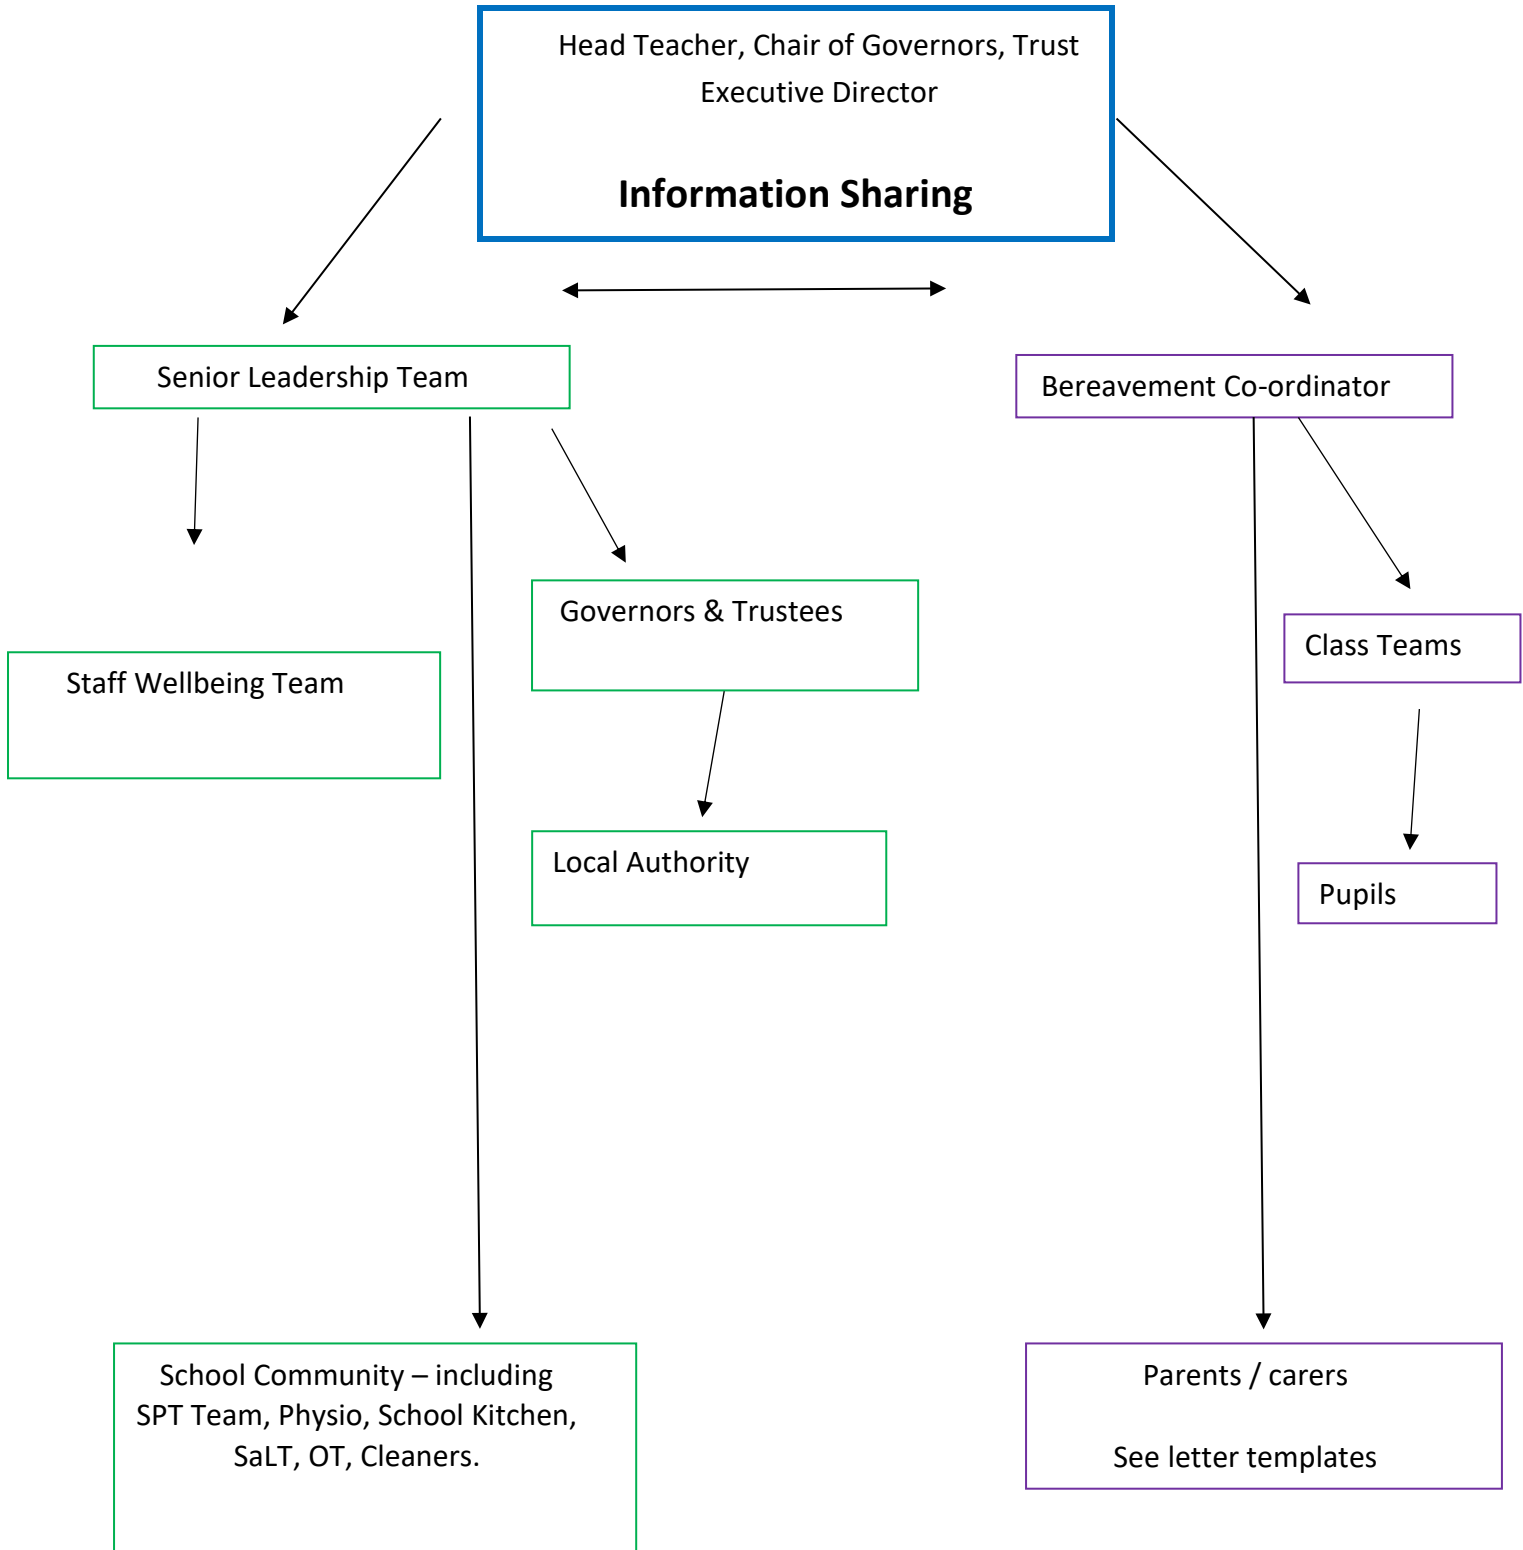 Head Teacher, Chair of Governors, Trust
Executive Director
Information Sharing
Senior Leadership Team
Bereavement Co-ordinator
Governors & Trustees
Class Teams
Staff Wellbeing Team
Local Authority
Pupils
School Community – including
SPT Team, Physio, School Kitchen,
SaLT, OT, Cleaners.
Parents / carers
See letter templates